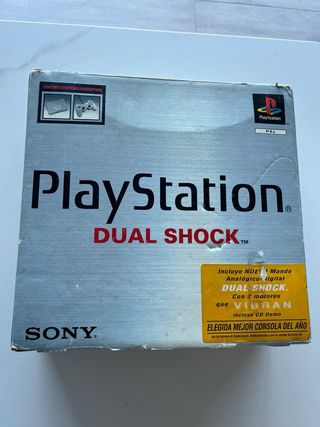 PlayStation
PAL
PlayStation®
DUAL SHOCK™
Incluye NUEVO Mando
Analógico Digital
DUAL SHOCK.
Con 2 motores
que VIBRAN
incluye CD Demo
ELEGIDA MEJOR CONSOLA DEL AÑO
SONY®